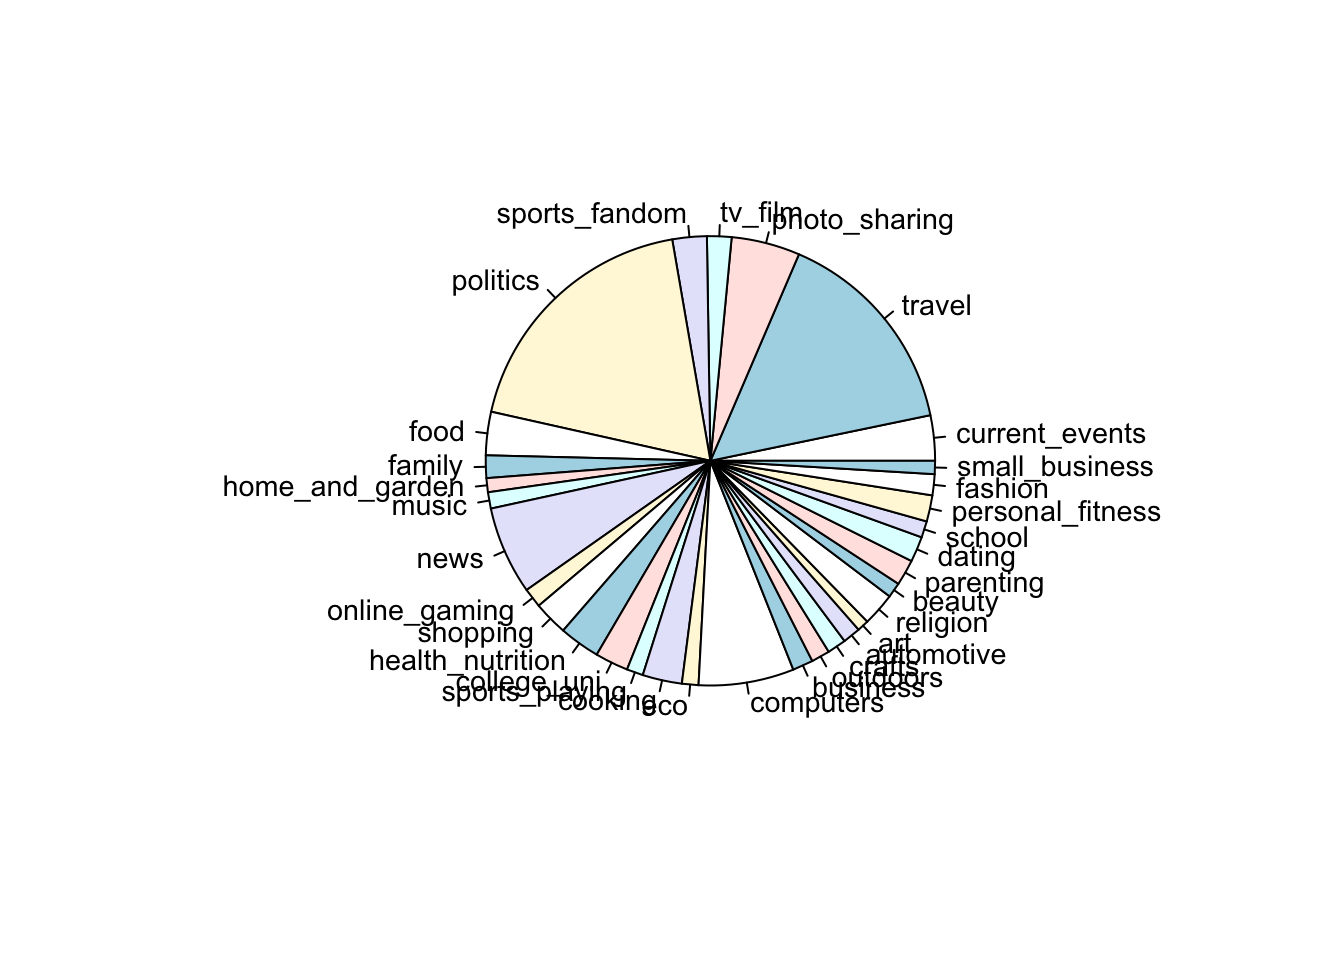 sports_fandom
tv_film
photo_sharing
politics
travel
food
current_events
family
small_business
home_and_garden
fashion
music
personal_fitness
school
news
dating
parenting
online_gaming
beauty
shopping
religion
art
health_nutrition
automotive
crafts
college_uni
outdoors
sports_playing
business
cooking
eco
computers